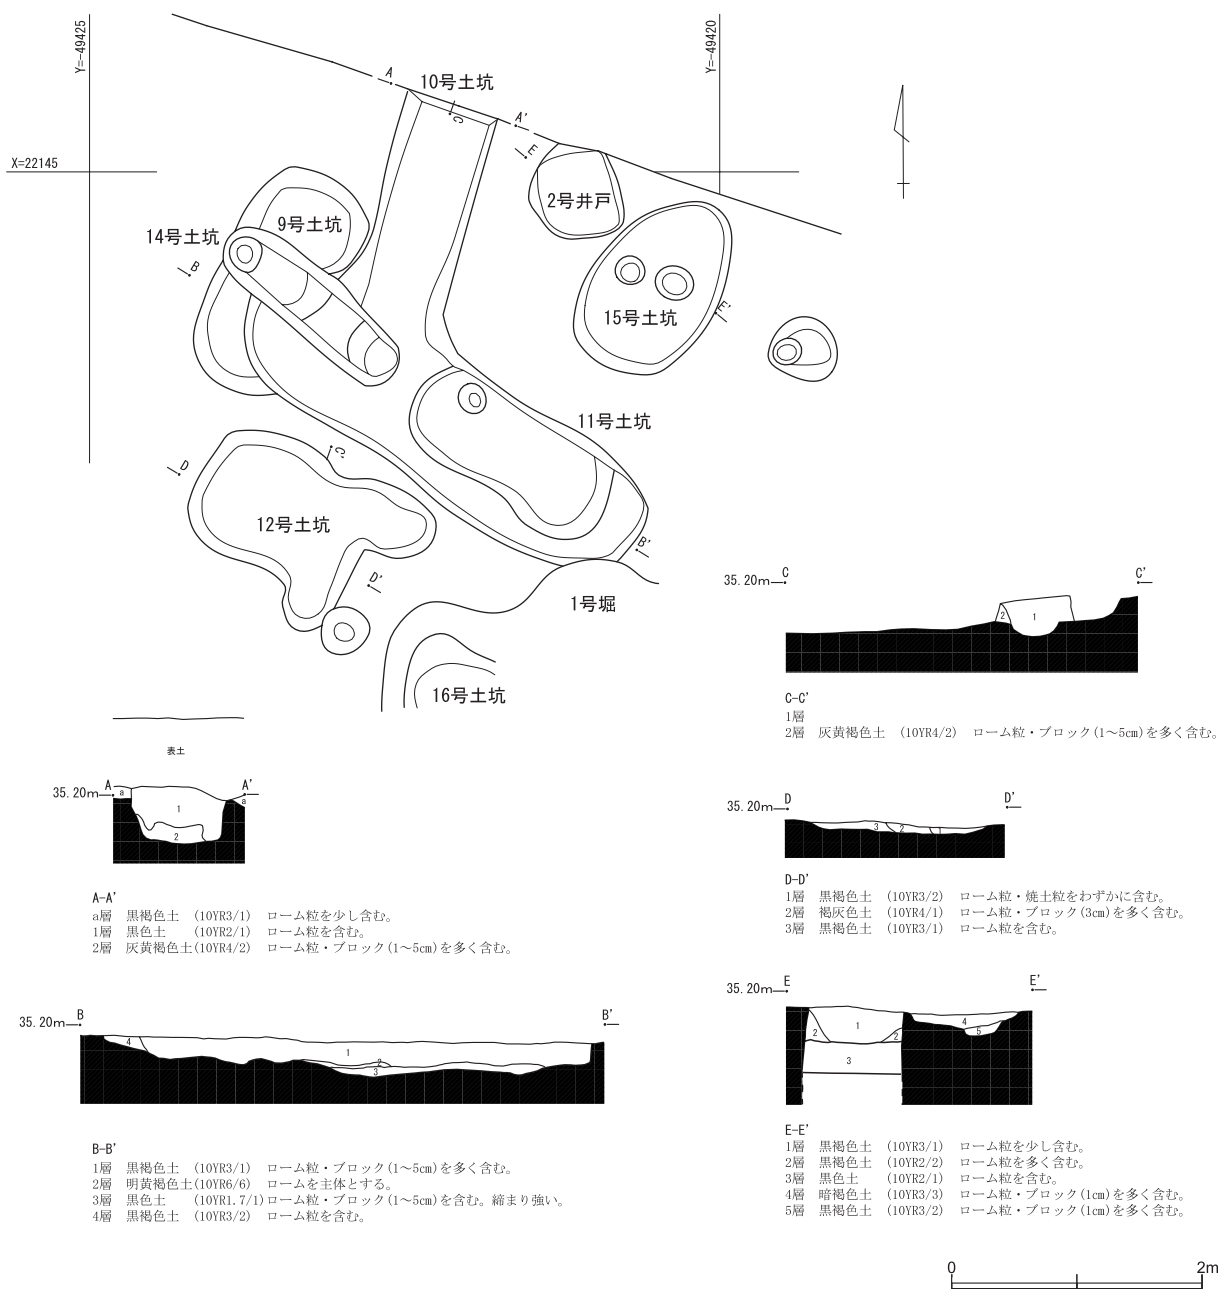 Y=-49425
Y=-49420
X=22145
A
10号土坑
C
A'
E
2号井戸
9号土坑
14号土坑
B
15号土坑
E'
11号土坑
C'
D
12号土坑
B'
D'
1号堀
16号土坑
表土
35.20m
A
A'
a
1
a
2
A-A'
a層 黒褐色土 (10YR3/1) ローム粒を少し含む。
1層 黒色土 (10YR2/1) ローム粒を含む。
2層 灰黄褐色土(10YR4/2) ローム粒・ブロック(1～5cm)を多く含む。
35.20m
B
B'
4
1
2
3
B-B'
1層 黒褐色土 (10YR3/1) ローム粒・ブロック(1～5cm)を多く含む。
2層 明黄褐色土(10YR6/6) ロームを主体とする。
3層 黒色土 (10YR1.7/1)ローム粒・ブロック(1～5cm)を含む。締まり強い。
4層 黒褐色土 (10YR3/2) ローム粒を含む。
35.20m
C
C'
2
1
C-C'
1層
2層 灰黄褐色土 (10YR4/2) ローム粒・ブロック(1～5cm)を多く含む。
35.20m
D
D'
3
2
1
D-D'
1層 黒褐色土 (10YR3/2) ローム粒・焼土粒をわずかに含む。
2層 褐灰色土 (10YR4/1) ローム粒・ブロック(3cm)を多く含む。
3層 黒褐色土 (10YR3/1) ローム粒を含む。
35.20m
E
E'
1
2
2
3
4
5
E-E'
1層 黒褐色土 (10YR3/1) ローム粒を少し含む。
2層 黒褐色土 (10YR2/2) ローム粒を多く含む。
3層 黒色土 (10YR2/1) ローム粒を含む。
4層 暗褐色土 (10YR3/3) ローム粒・ブロック(1cm)を多く含む。
5層 黒褐色土 (10YR3/2) ローム粒・ブロック(1cm)を多く含む。
0
2m